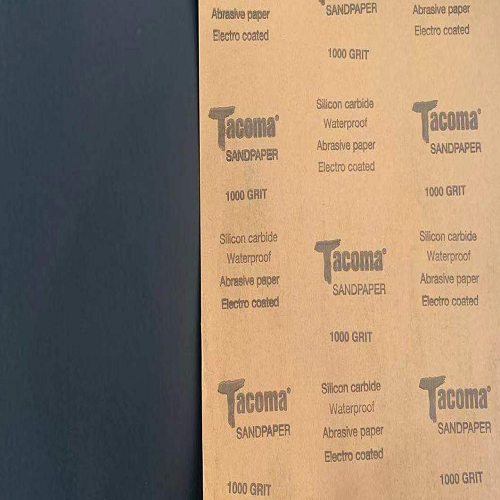 Abrasive paper
Electro coated
SANDPAPER
1000 GRIT
Abrasive paper
Electro coated
Tacoma®
SANDPAPER
1000 GRIT
Silicon carbide
Waterproof
Abrasive paper
Electro coated
Tacoma®
SANDPAPER
1000 GRIT
Silicon carbide
Waterproof
Abrasive paper
Electro coated
Tacoma®
SANDPAPER
1000 GRIT
Silicon carbide
Waterproof
Abrasive paper
Electro coated
Tacoma®
SANDPAPER
1000 GRIT
Silicon carbide
Waterproof
Abrasive paper
Electro coated
Tacoma®
SANDPAPER
1000 GRIT